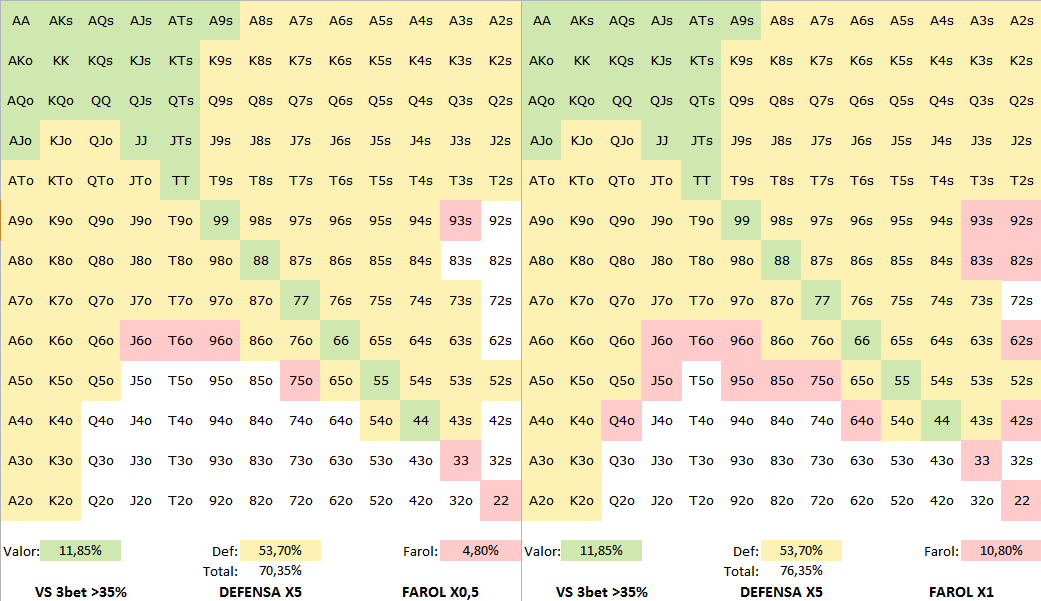 AA AKs AQs AJs ATs A9s A8s A7s A6s A5s A4s A3s A2s AA AKs AQs AJs ATs A9s A8s A7s A6s A5s A4s A3s A2s
AKo KK KQs KJs KTs K9s K8s K7s K6s K5s K4s K3s K2s AKo KK KQs KJs KTs K9s K8s K7s K6s K5s K4s K3s K2s
AQo KQo QQ QJs QTs Q9s Q8s Q7s Q6s Q5s Q4s Q3s Q2s AQo KQo QQ QJs QTs Q9s Q8s Q7s Q6s Q5s Q4s Q3s Q2s
AJo KJo QJo JJ JTs J9s J8s J7s J6s J5s J4s J3s J2s AJo KJo QJo JJ JTs J9s J8s J7s J6s J5s J4s J3s J2s
ATo KTo QTo JTo TT T9s T8s T7s T6s T5s T4s T3s T2s ATo KTo QTo JTo TT T9s T8s T7s T6s T5s T4s T3s T2s
A9o K9o Q9o J9o T9o 99 98s 97s 96s 95s 94s 93s 92s A9o K9o Q9o J9o T9o 99 98s 97s 96s 95s 94s 93s 92s
A8o K8o Q8o J8o T8o 98o 88 87s 86s 85s 84s 83s 82s A8o K8o Q8o J8o T8o 98o 88 87s 86s 85s 84s 83s 82s
A7o K7o Q7o J7o T7o 97o 87o 77 76s 75s 74s 73s 72s A7o K7o Q7o J7o T7o 97o 87o 77 76s 75s 74s 73s 72s
A6o K6o Q6o J6o T6o 96o 86o 76o 66 65s 64s 63s 62s A6o K6o Q6o J6o T6o 96o 86o 76o 66 65s 64s 63s 62s
A5o K5o Q5o J5o T5o 95o 85o 75o 65o 55 54s 53s 52s A5o K5o Q5o J5o T5o 95o 85o 75o 65o 55 54s 53s 52s
A4o K4o Q4o J4o T4o 94o 84o 74o 64o 54o 44 43s 42s A4o K4o Q4o J4o T4o 94o 84o 74o 64o 54o 44 43s 42s
A3o K3o Q3o J3o T3o 93o 83o 73o 63o 53o 43o 33 32s A3o K3o Q3o J3o T3o 93o 83o 73o 63o 53o 43o 33 32s
A2o K2o Q2o J2o T2o 92o 82o 72o 62o 52o 42o 32o 22 A2o K2o Q2o J2o T2o 92o 82o 72o 62o 52o 42o 32o 22
Valor: 11,85% Def: 53,70% Farol: 4,80% Valor: 11,85% Def: 53,70% Farol: 10,80%
Total: 70,35% Total: 76,35%
VS 3bet >35% DEFENSA X5 FAROL X0,5 VS 3bet >35% DEFENSA X5 FAROL X1